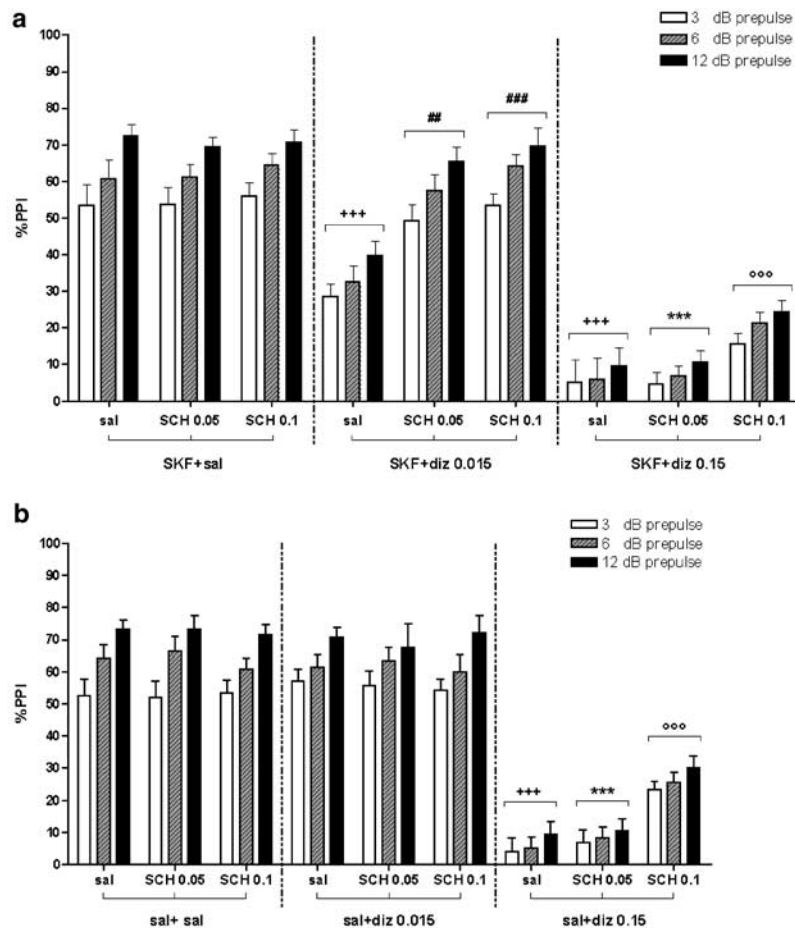 a
3 dB prepulse
6 dB prepulse
12 dB prepulse
100
90
80
70
60
50
40
30
20
10
0
%PPI
+++
##
###
+++
***
°°°
sal SCH 0.05 SCH 0.1 sal SCH 0.05 SCH 0.1 sal SCH 0.05 SCH 0.1
SKF+sal SKF+diz 0.015 SKF+diz 0.15
b
3 dB prepulse
6 dB prepulse
12 dB prepulse
100
90
80
70
60
50
40
30
20
10
0
%PPI
+++
***
°°°
sal SCH 0.05 SCH 0.1 sal SCH 0.05 SCH 0.1 sal SCH 0.05 SCH 0.1
sal+ sal sal+diz 0.015 sal+diz 0.15